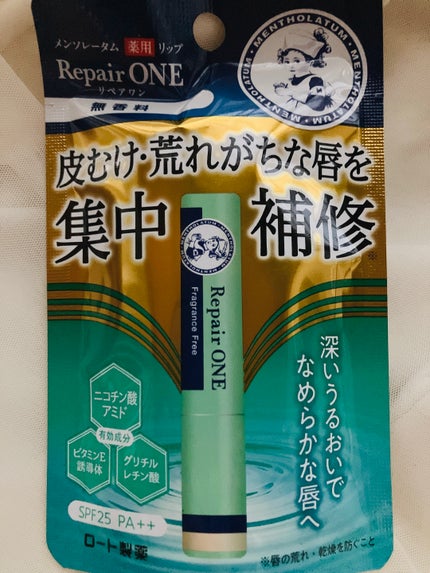 メンソレータム 薬用 リップ
Repair ONE
リペアワン
無香料
MENTHOLATUM・MENTHOLATUM・MENTHOLATUM・
皮むけ・荒れがちな唇を
集中 補修※
MENTHOLATUM・MENTHOLATUM・MENTHOLATUM・
Repair ONE
Fragrance Free
深いうるおいで
なめらかな唇へ
ニコチン酸
アミド
有効成分
ビタミンE
誘導体
グリチル
レチン酸
SPF25 PA++
ロート製薬
※唇の荒れ・乾燥を防ぐこと